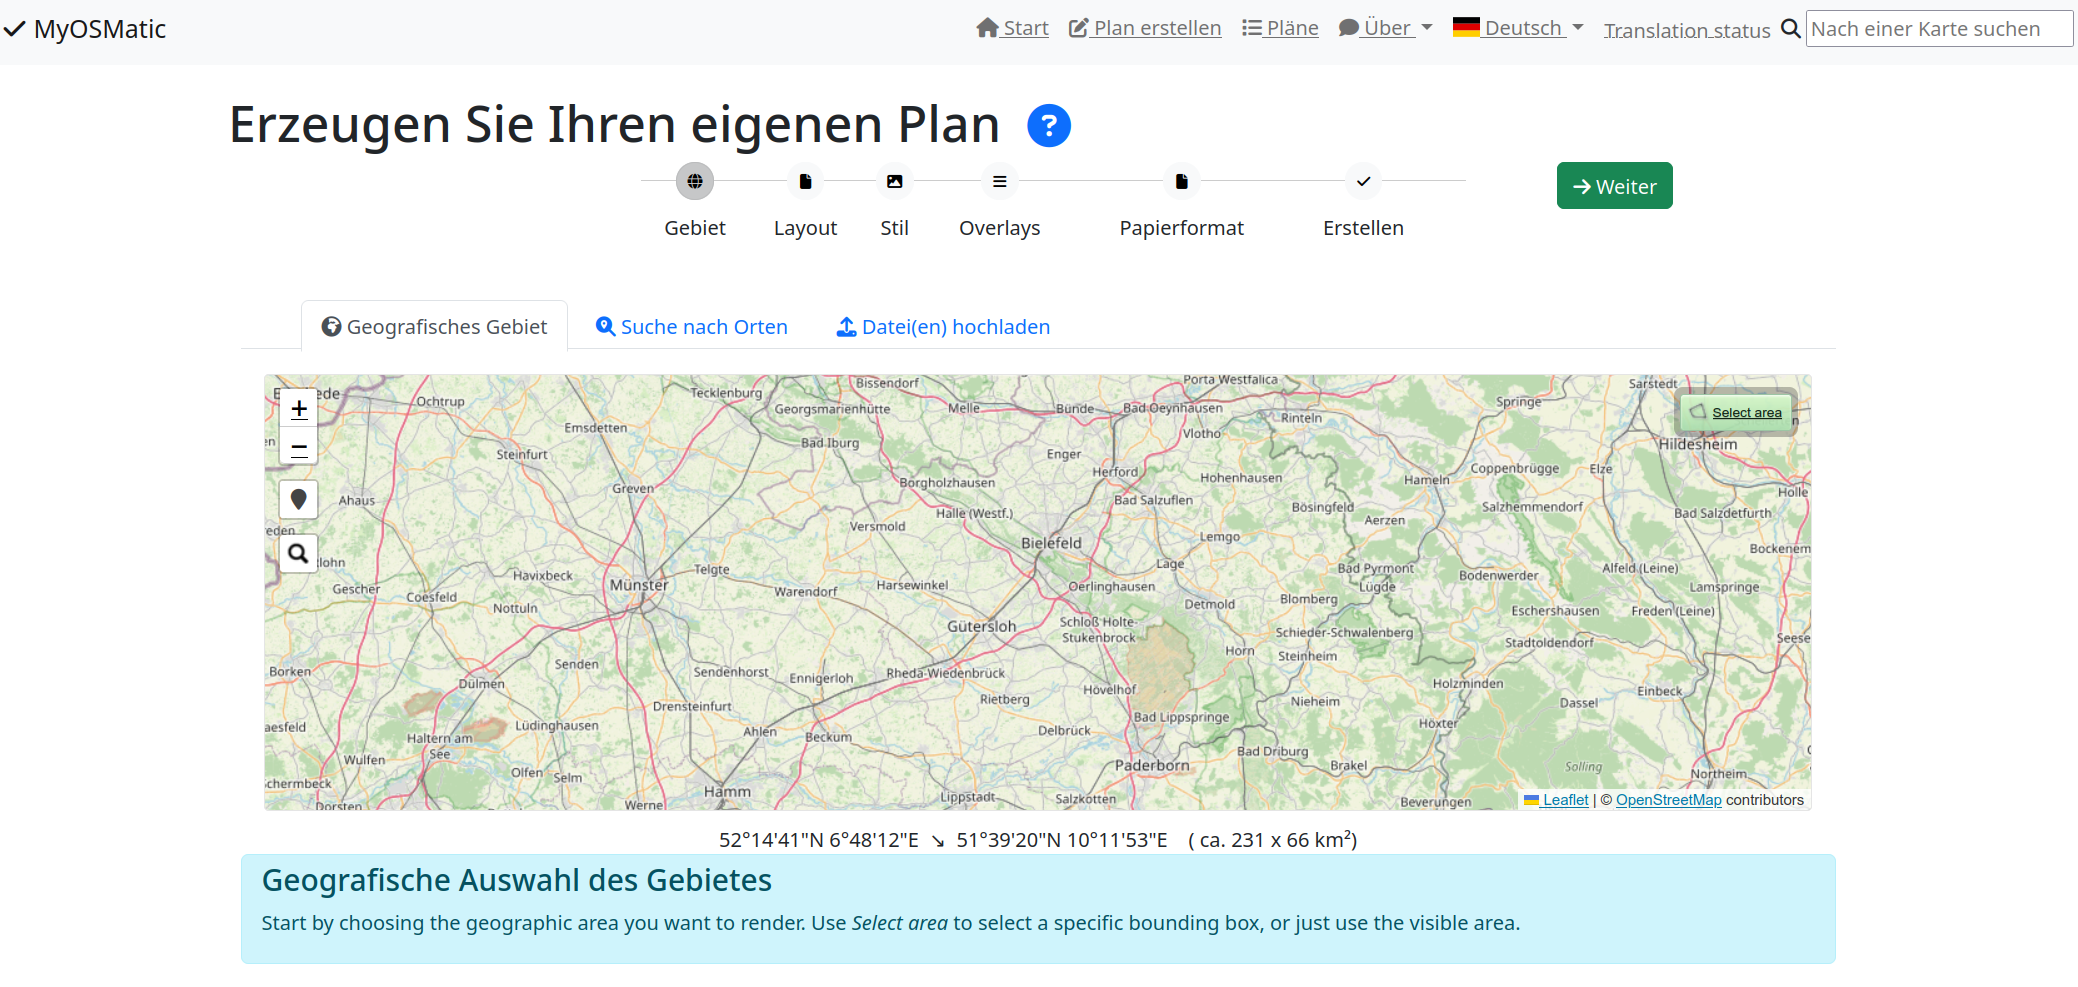 MyOSMatic
Start Plan erstellen Pläne Über Deutsch Translation status Nach einer Karte suchen
Erzeugen Sie Ihren eigenen Plan ?
Weiter
Gebiet Layout Stil Overlays Papierformat Erstellen
Geografisches Gebiet Suche nach Orten Datei(en) hochladen
+
−
Select area
Bissendorf Porta Westfalica Sarstedt
Ochtrup Tecklenburg Georgsmarienhütte Melle Bünde Bad Oeynhausen Rinteln Springe
Emsdetten Bad Iburg Vlotho Hildesheim
Steinfurt Enger Herford Coppenbrügge Elze
Greven Borgholzhausen Hohenhausen Hameln Holle
Ahaus Versmold Halle (Westf.) Bad Salzuflen Bösingfeld Aerzen Salzhemmendorf Bad Salzdetfurth
Bielefeld Lemgo Bockenem
Havixbeck Telgte Lage Bad Pyrmont Bodenwerder Alfeld (Leine)
Gescher Coesfeld Münster Warendorf Harsewinkel Oerlinghausen Lügde Lamspringe
Nottuln Gütersloh Schloß Holte-
Stukenbrock Detmold Blomberg Eschershausen Freden (Leine)
Schieder-Schwalenberg Stadtoldendorf Seese
Borken Senden Sendenhorst Ennigerloh Rheda-Wiedenbrück Horn Steinheim
Dülmen Rietberg Hövelhof Nieheim Holzminden Dassel Einbeck
aesfeld Lüdinghausen Drensteinfurt Bad Lippspringe Höxter
Haltern am
See Ahlen Beckum Delbrück Bad Driburg
Wulfen Olfen Selm Paderborn Brakel Solling Northeim
chermbeck Dorsten Werne Hamm Lippstadt Salzkotten Beverungen
Leaflet | © OpenStreetMap contributors
52°14'41"N 6°48'12"E ↘ 51°39'20"N 10°11'53"E ( ca. 231 x 66 km²)
Geografische Auswahl des Gebietes
Start by choosing the geographic area you want to render. Use Select area to select a specific bounding box, or just use the visible area.